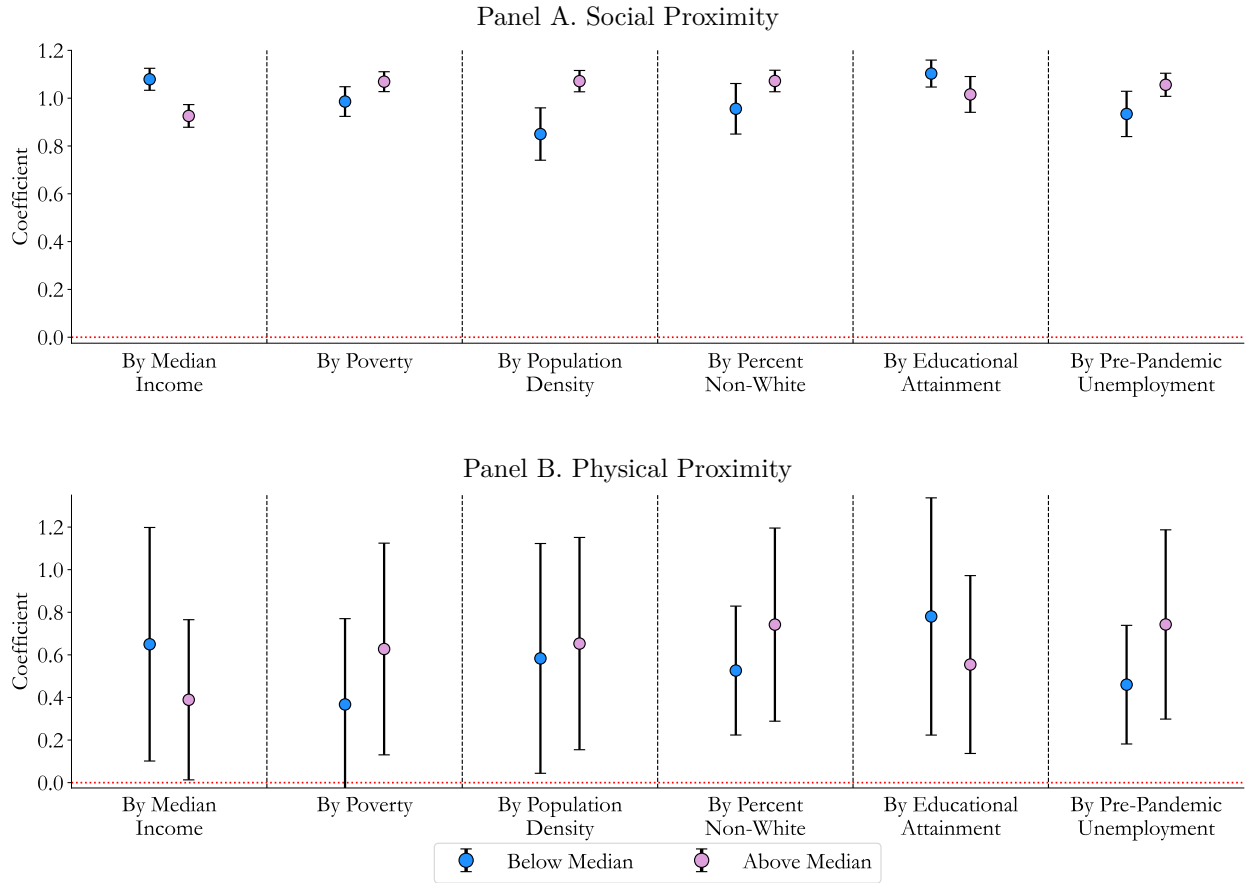 Panel A. Social Proximity
1.2
1.0
0.8
0.6
0.4
0.2
0.0
Coefficient
By Median
Income
By Poverty
By Population
Density
By Percent
Non-White
By Educational
Attainment
By Pre-Pandemic
Unemployment
Panel B. Physical Proximity
1.2
1.0
0.8
0.6
0.4
0.2
0.0
Coefficient
By Median
Income
By Poverty
By Population
Density
By Percent
Non-White
By Educational
Attainment
By Pre-Pandemic
Unemployment
Below Median
Above Median